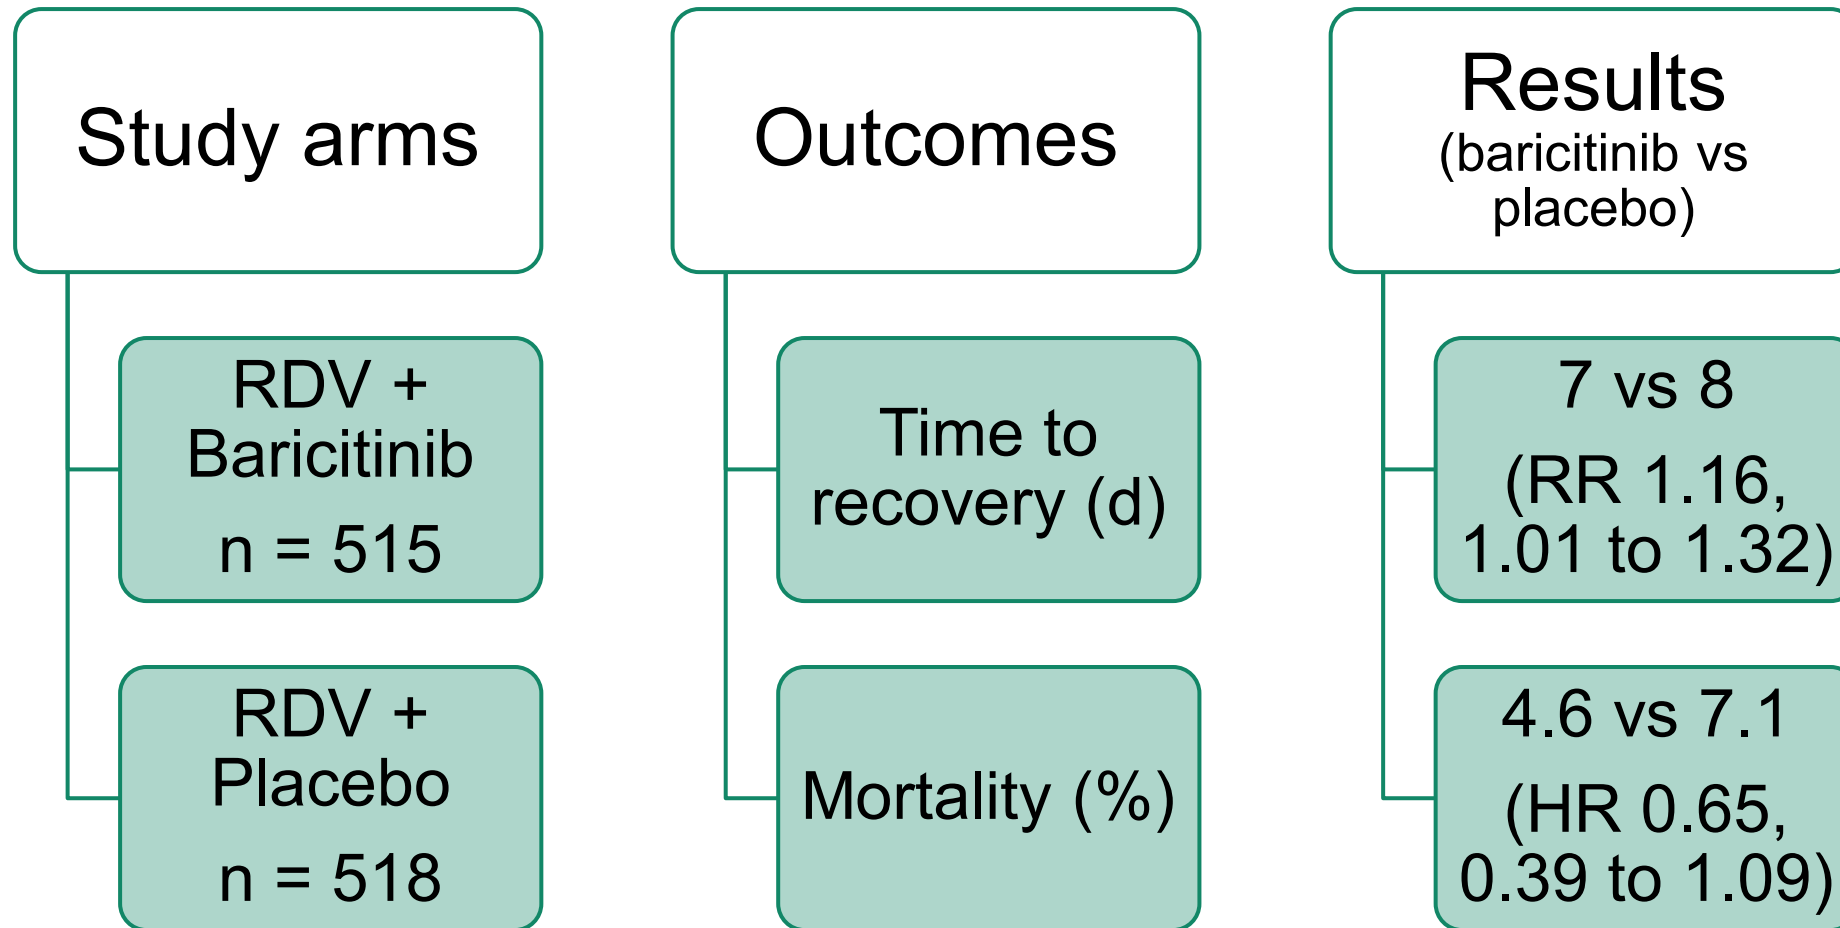 Study arms
RDV +
Baricitinib
n = 515
RDV +
Placebo
n = 518
Outcomes
Time to
recovery (d)
Mortality (%)
Results
(baricitinib vs
placebo)
7 vs 8
(RR 1.16,
1.01 to 1.32)
4.6 vs 7.1
(HR 0.65,
0.39 to 1.09)